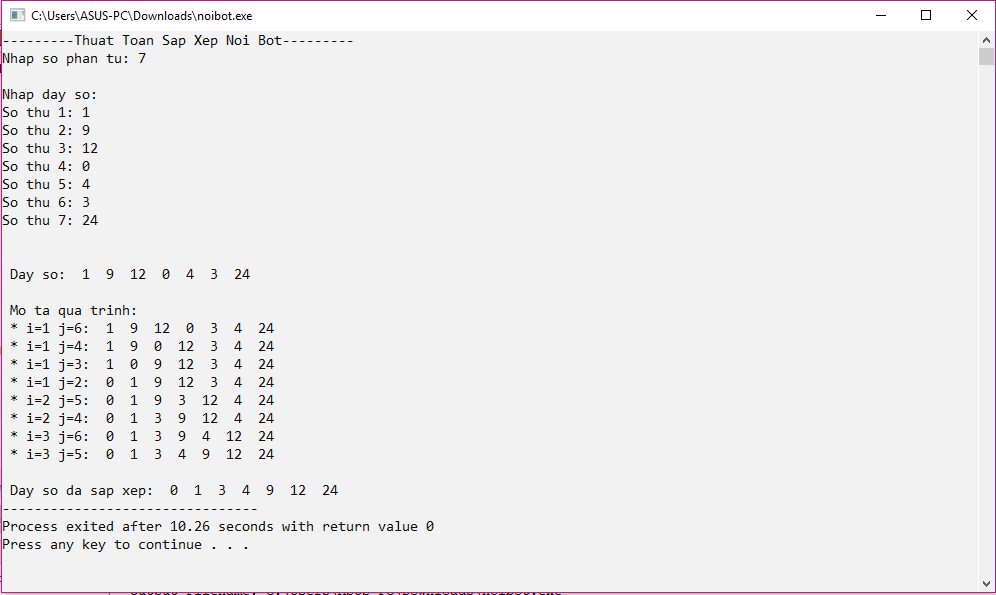 C:\Users\ASUS-PC\Downloads\noibot.exe
---------Thuat Toan Sap Xep Noi Bot---------
Nhap so phan tu: 7
Nhap day so:
So thu 1: 1
So thu 2: 9
So thu 3: 12
So thu 4: 0
So thu 5: 4
So thu 6: 3
So thu 7: 24
Day so:  1  9  12  0  4  3  24
Mo ta qua trinh:
* i=1 j=6:  1  9  12  0  3  4  24
* i=1 j=4:  1  9  0  12  3  4  24
* i=1 j=3:  1  0  9  12  3  4  24
* i=1 j=2:  0  1  9  12  3  4  24
* i=2 j=5:  0  1  9  3  12  4  24
* i=2 j=4:  0  1  3  9  12  4  24
* i=3 j=6:  0  1  3  9  4  12  24
* i=3 j=5:  0  1  3  4  9  12  24
Day so da sap xep:  0  1  3  4  9  12  24
--------------------------------
Process exited after 10.26 seconds with return value 0
Press any key to continue . . .